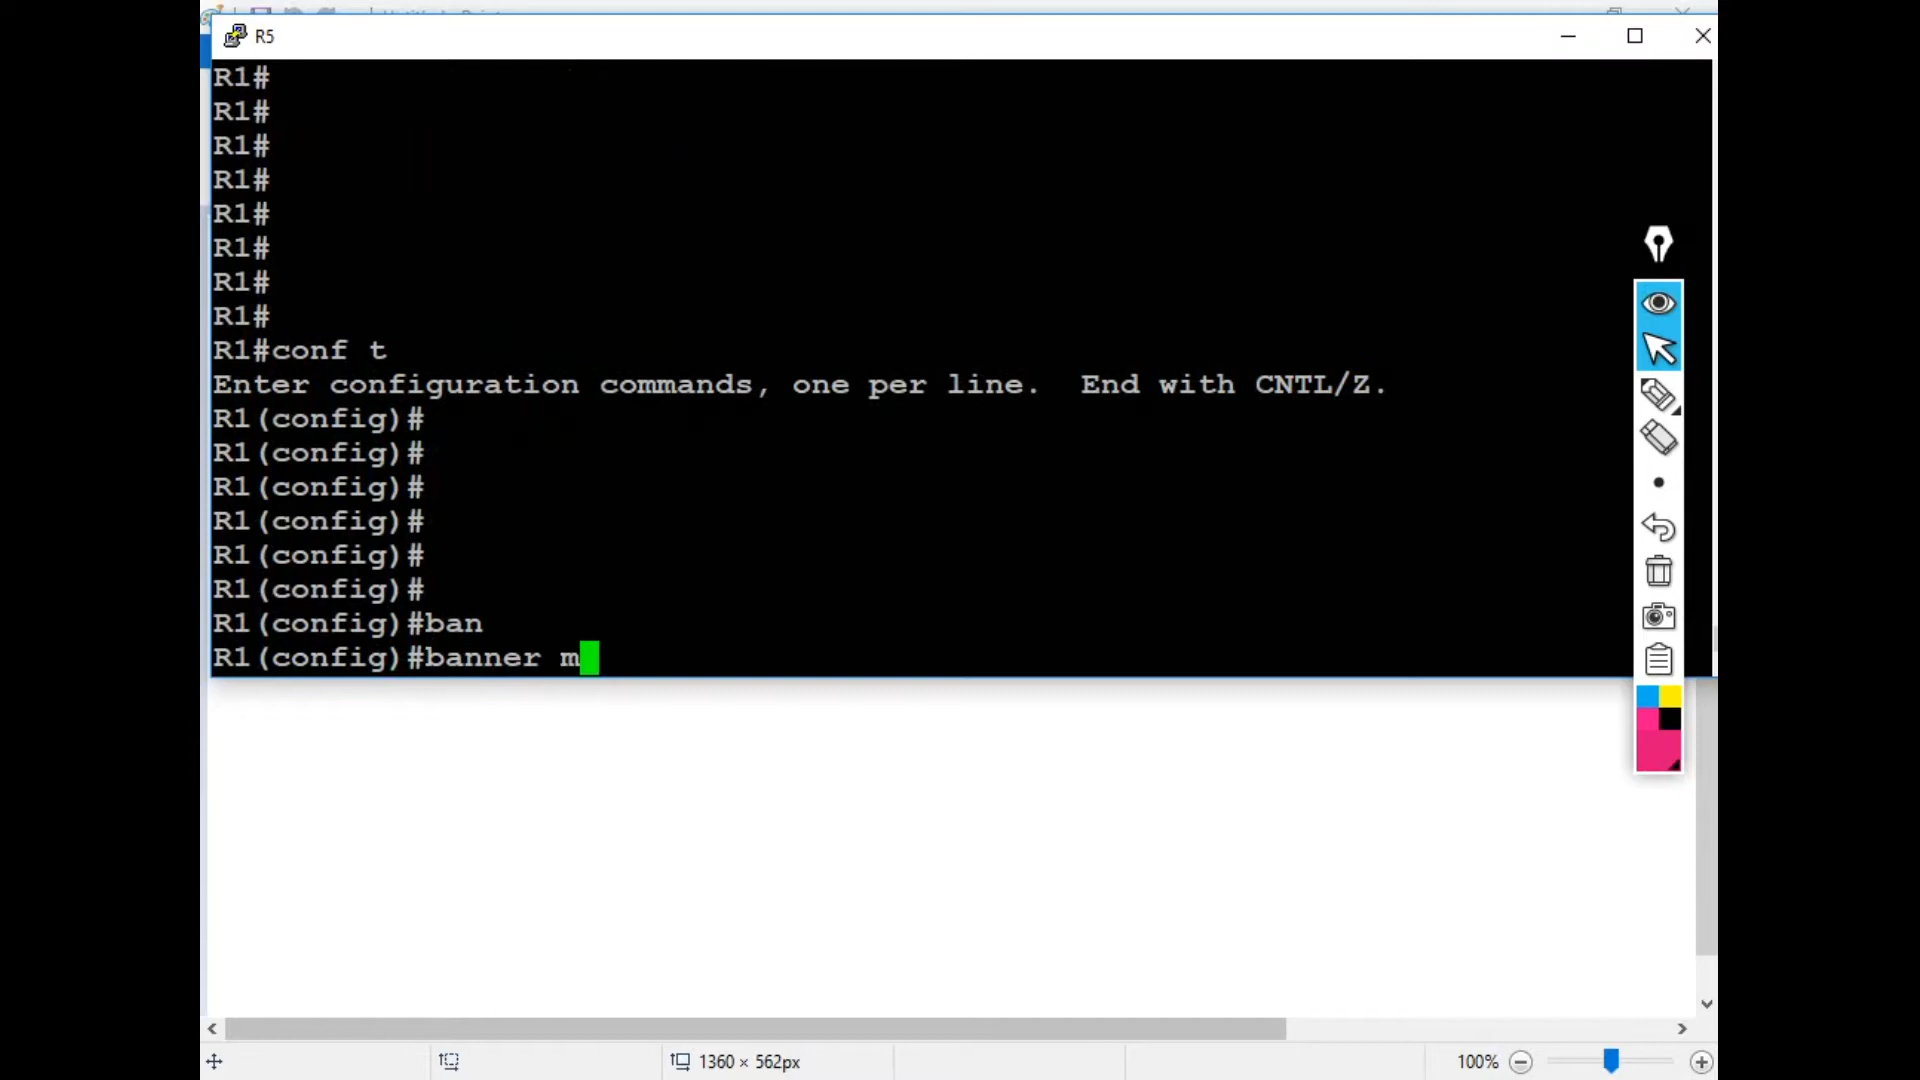 R5
R1#
R1#
R1#
R1#
R1#
R1#
R1#
R1#
R1#conf t
Enter configuration commands, one per line.  End with CNTL/Z.
R1(config)#
R1(config)#
R1(config)#
R1(config)#
R1(config)#
R1(config)#
R1(config)#ban
R1(config)#banner m
1360 × 562px
100%